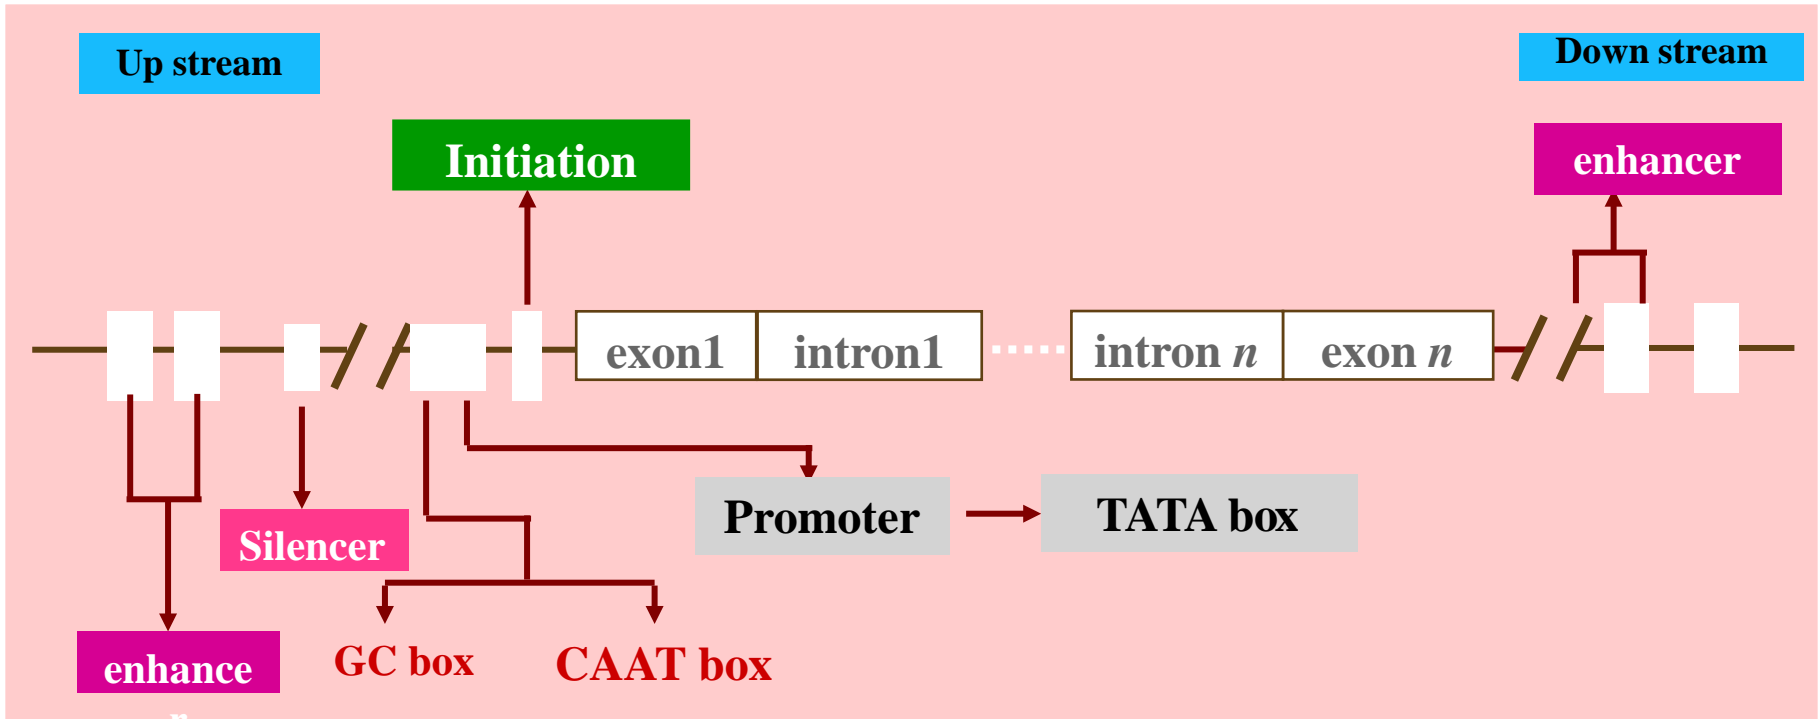 Up stream
Down stream
Initiation
enhancer
exon1
intron1
intron n
exon n
Promoter
TATA box
Silencer
GC box
CAAT box
enhance
r